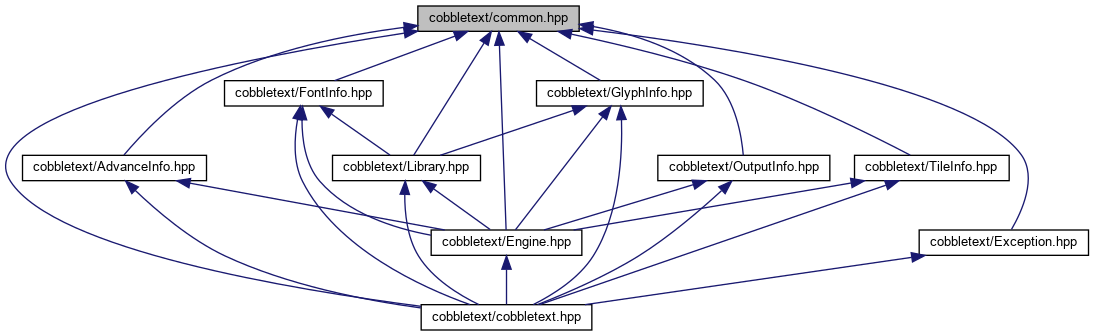 cobbletext/common.hpp
cobbletext/FontInfo.hpp
cobbletext/GlyphInfo.hpp
cobbletext/AdvanceInfo.hpp
cobbletext/Library.hpp
cobbletext/OutputInfo.hpp
cobbletext/TileInfo.hpp
cobbletext/Engine.hpp
cobbletext/Exception.hpp
cobbletext/cobbletext.hpp